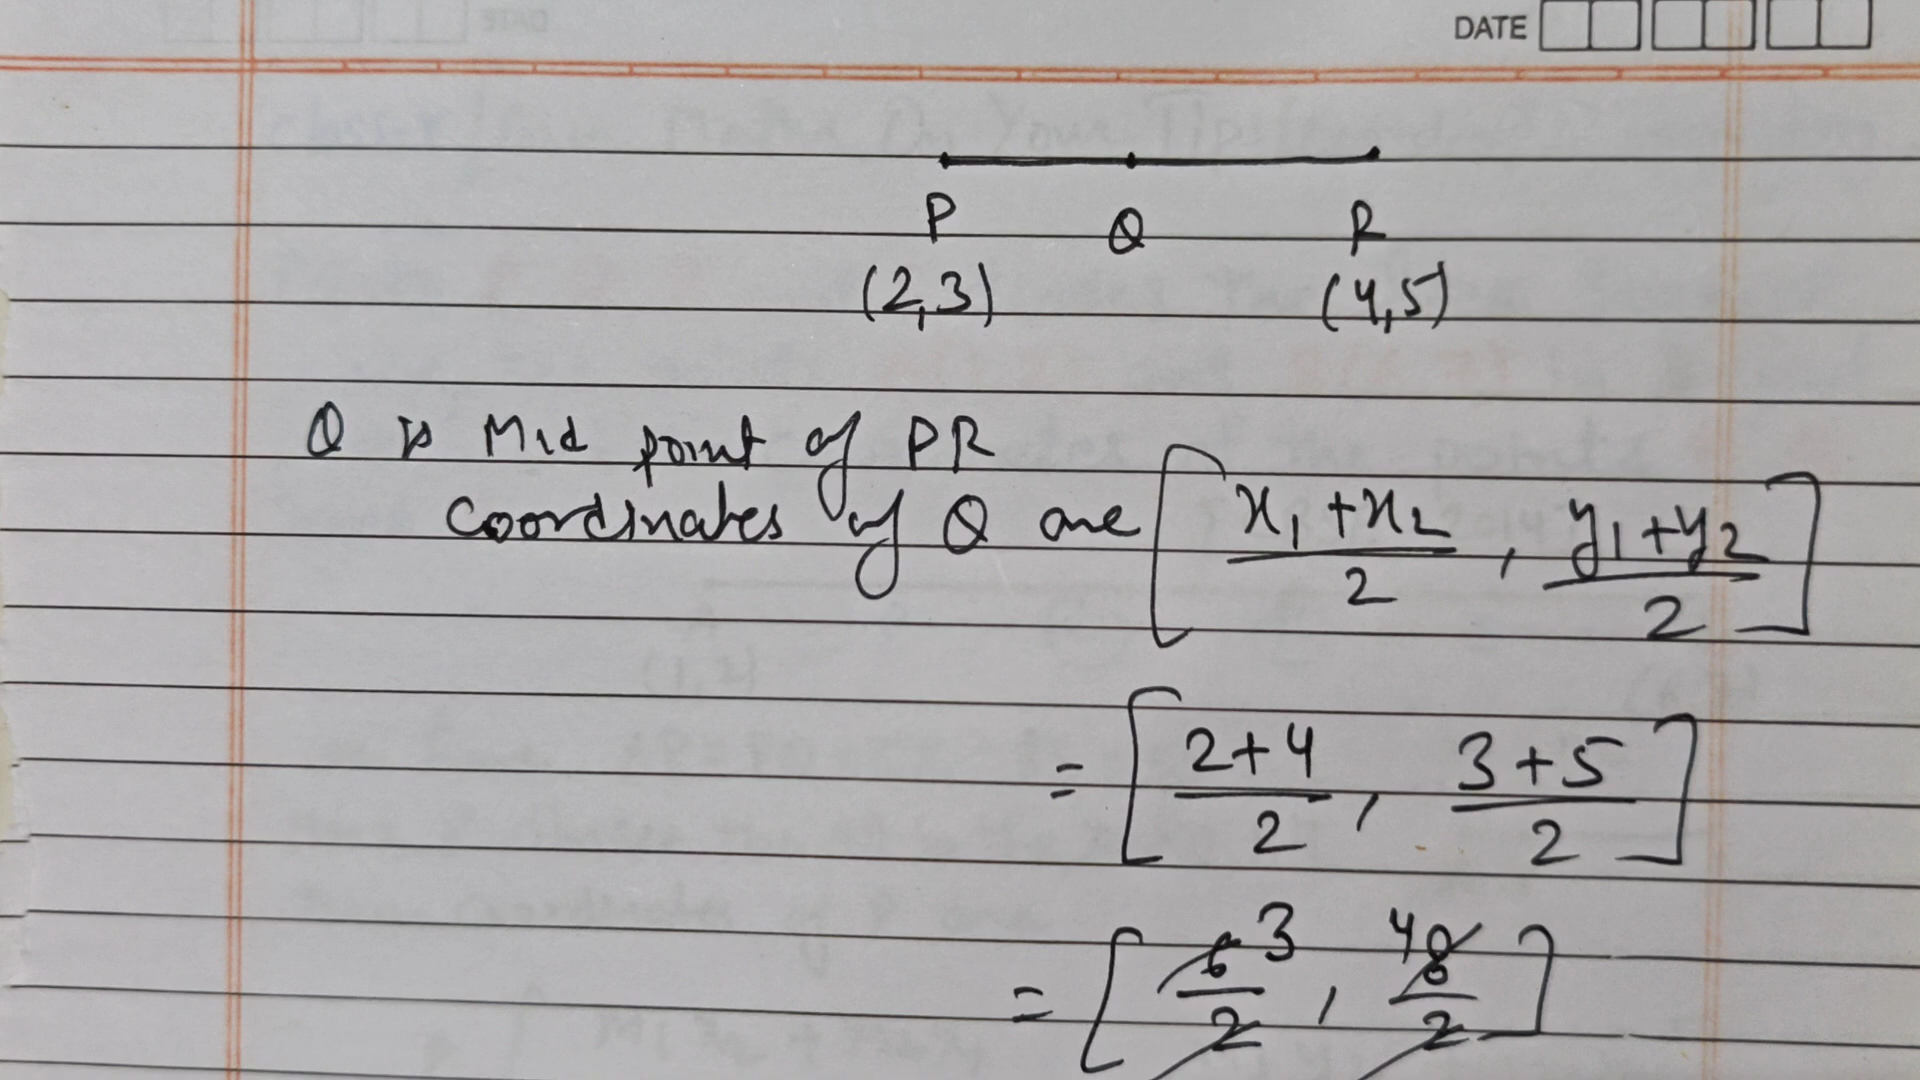 DATE
P Q R
(2,3) (4,5)
Q is Mid point of PR
Coordinates of Q are [ x₁+x₂/2 , y₁+y₂/2 ]
= [ 2+4/2 , 3+5/2 ]
= [ 6/2 3 , 4 8/2 ]